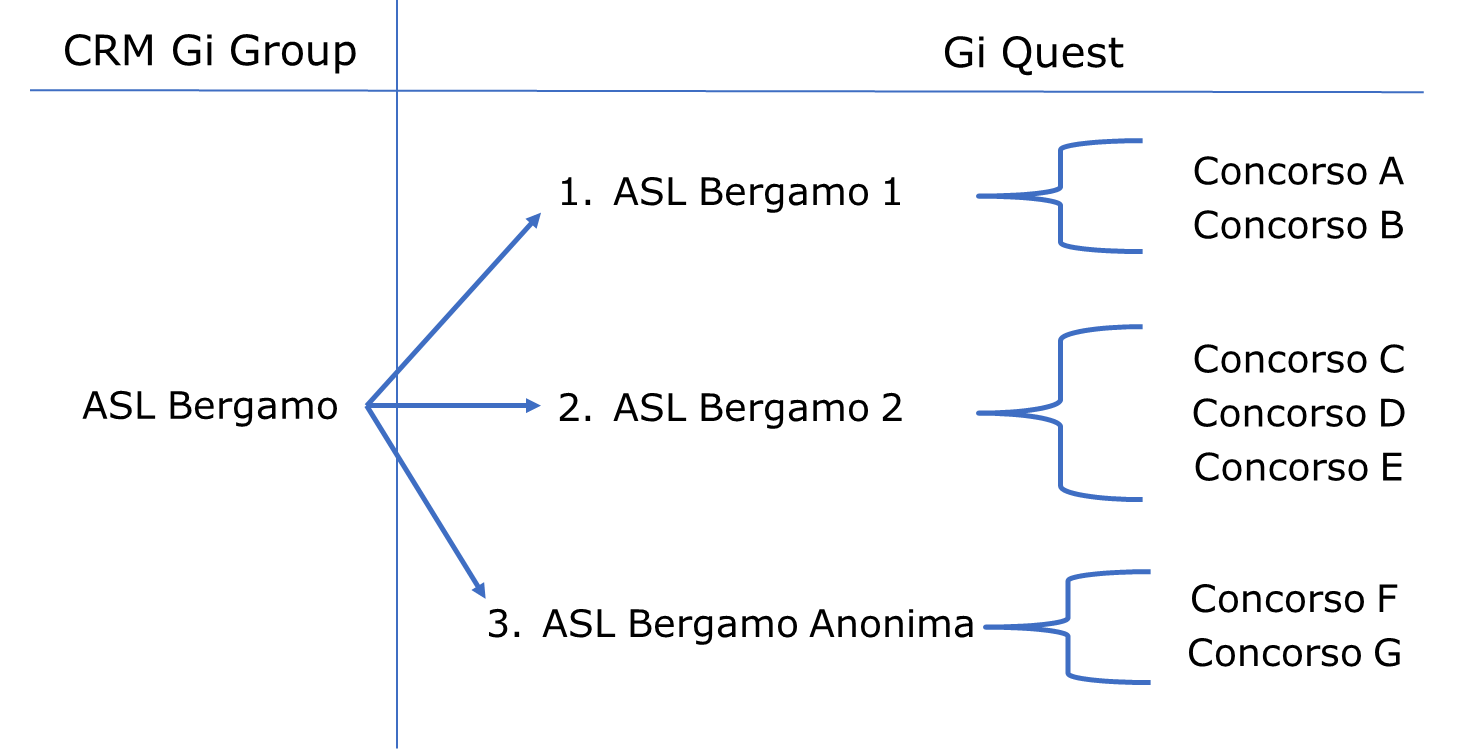 CRM Gi Group
Gi Quest
1. ASL Bergamo 1
Concorso A
Concorso B
ASL Bergamo
2. ASL Bergamo 2
Concorso C
Concorso D
Concorso E
3. ASL Bergamo Anonima
Concorso F
Concorso G